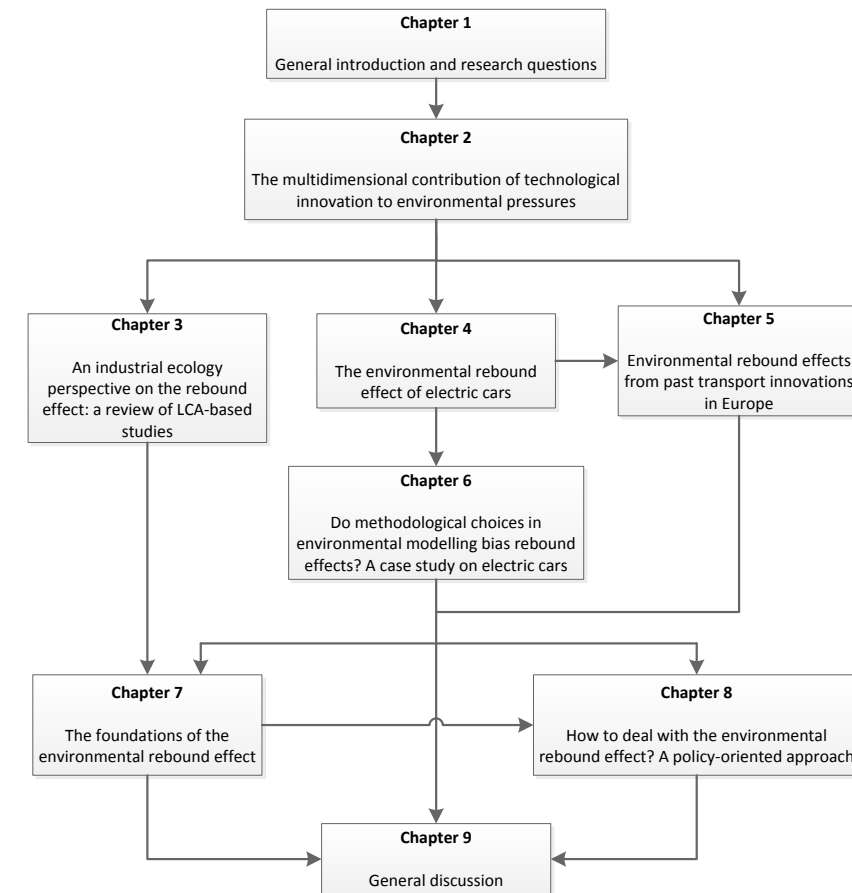 Chapter 1
General introduction and research questions
Chapter 2
The multidimensional contribution of technological
innovation to environmental pressures
Chapter 3
An industrial ecology
perspective on the rebound
effect: a review of LCA-based
studies
Chapter 4
The environmental rebound
effect of electric cars
Chapter 5
Environmental rebound effects
from past transport innovations
in Europe
Chapter 6
Do methodological choices in
environmental modelling bias rebound
effects? A case study on electric cars
Chapter 7
The foundations of the
environmental rebound effect
Chapter 8
How to deal with the environmental
rebound effect? A policy-oriented approach
Chapter 9
General discussion